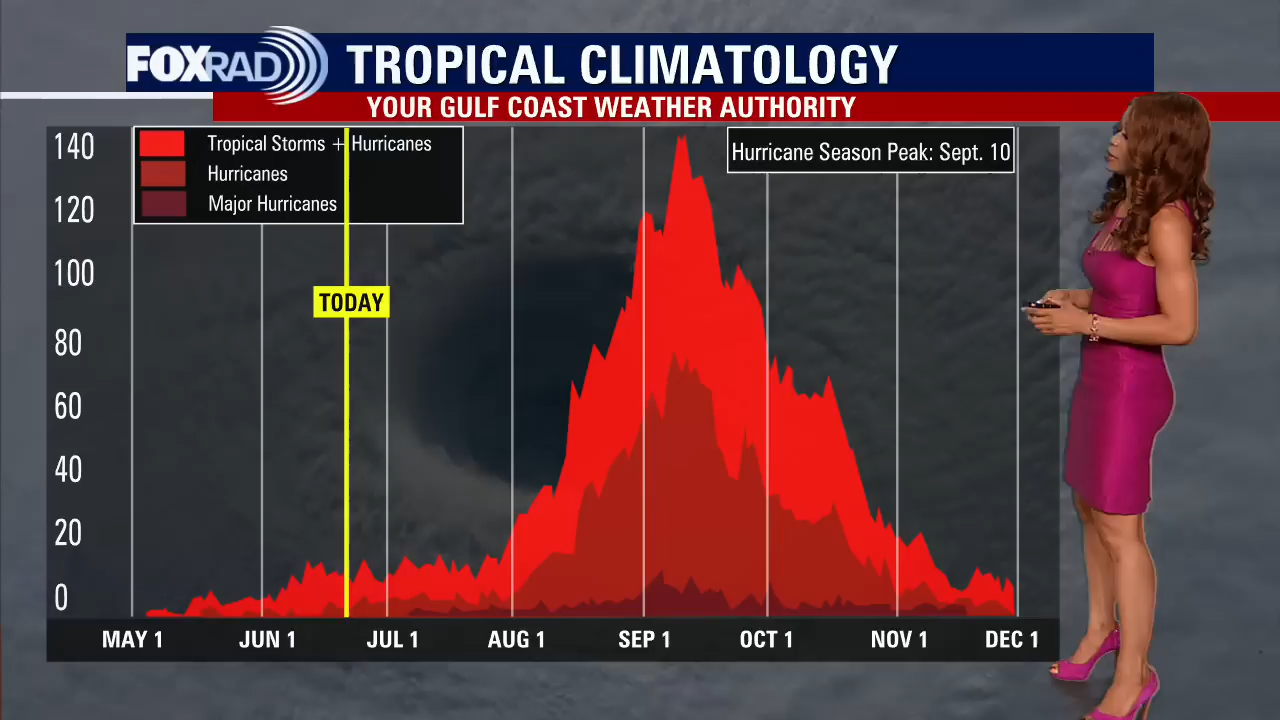 FOXRAD TROPICAL CLIMATOLOGY
YOUR GULF COAST WEATHER AUTHORITY
Tropical Storms + Hurricanes
Hurricanes
Major Hurricanes
Hurricane Season Peak: Sept. 10
TODAY
140
120
100
80
60
40
20
0
MAY 1 JUN 1 JUL 1 AUG 1 SEP 1 OCT 1 NOV 1 DEC 1